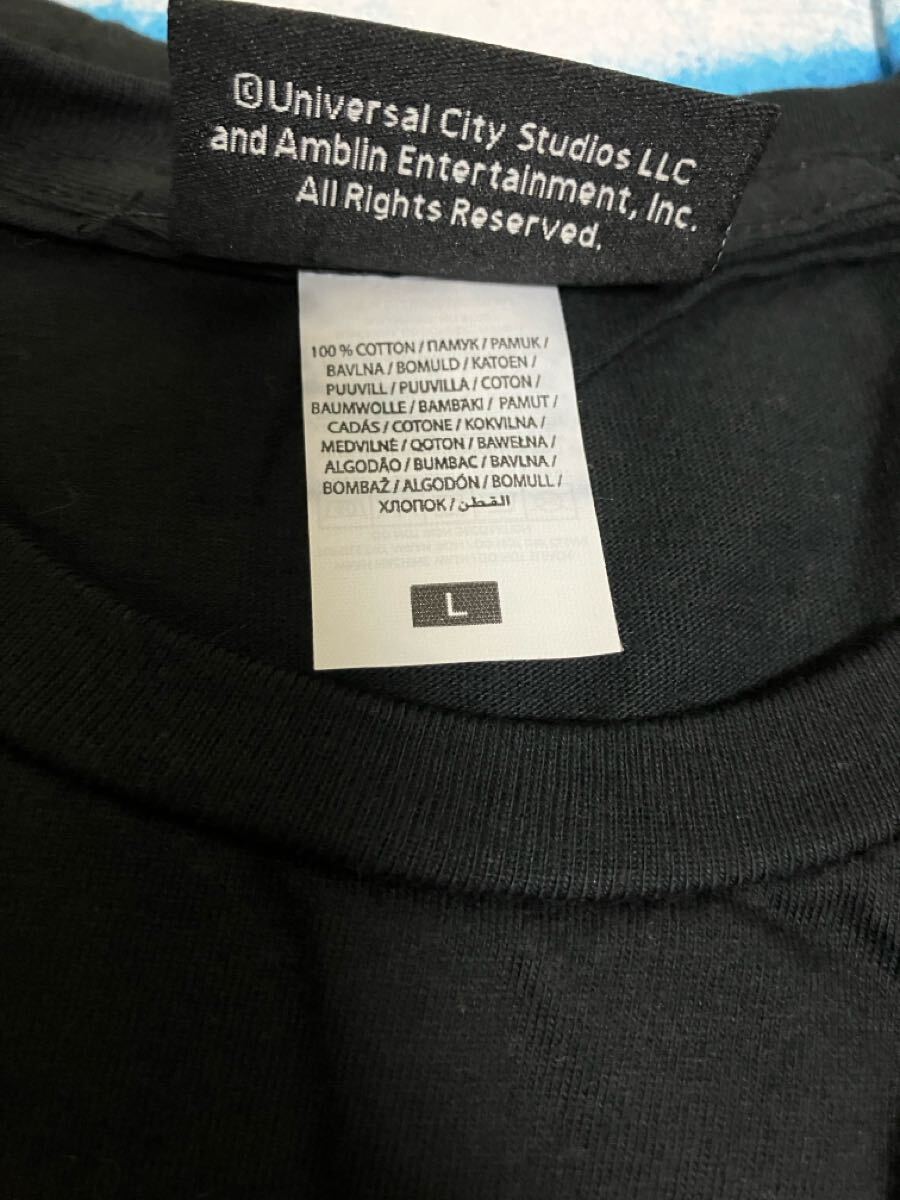 ©Universal City Studios LLC
and Amblin Entertainment, Inc.
All Rights Reserved.
100 % COTTON / ПАМУК / PAMUK /
BAVLNA / BOMULD / KATOEN /
PUUVILL / PUUVILLA / COTON /
BAUMWOLLE / BAMBAKI / PAMUT /
CADÁS / COTONE / KOKVILNA /
MEDVILNĖ / QOTON / BAWEŁNA /
ALGODÃO / BUMBAC / BAVLNA /
BOMBAŽ / ALGODÓN / BOMULL /
ХЛОПОК / القطن
L